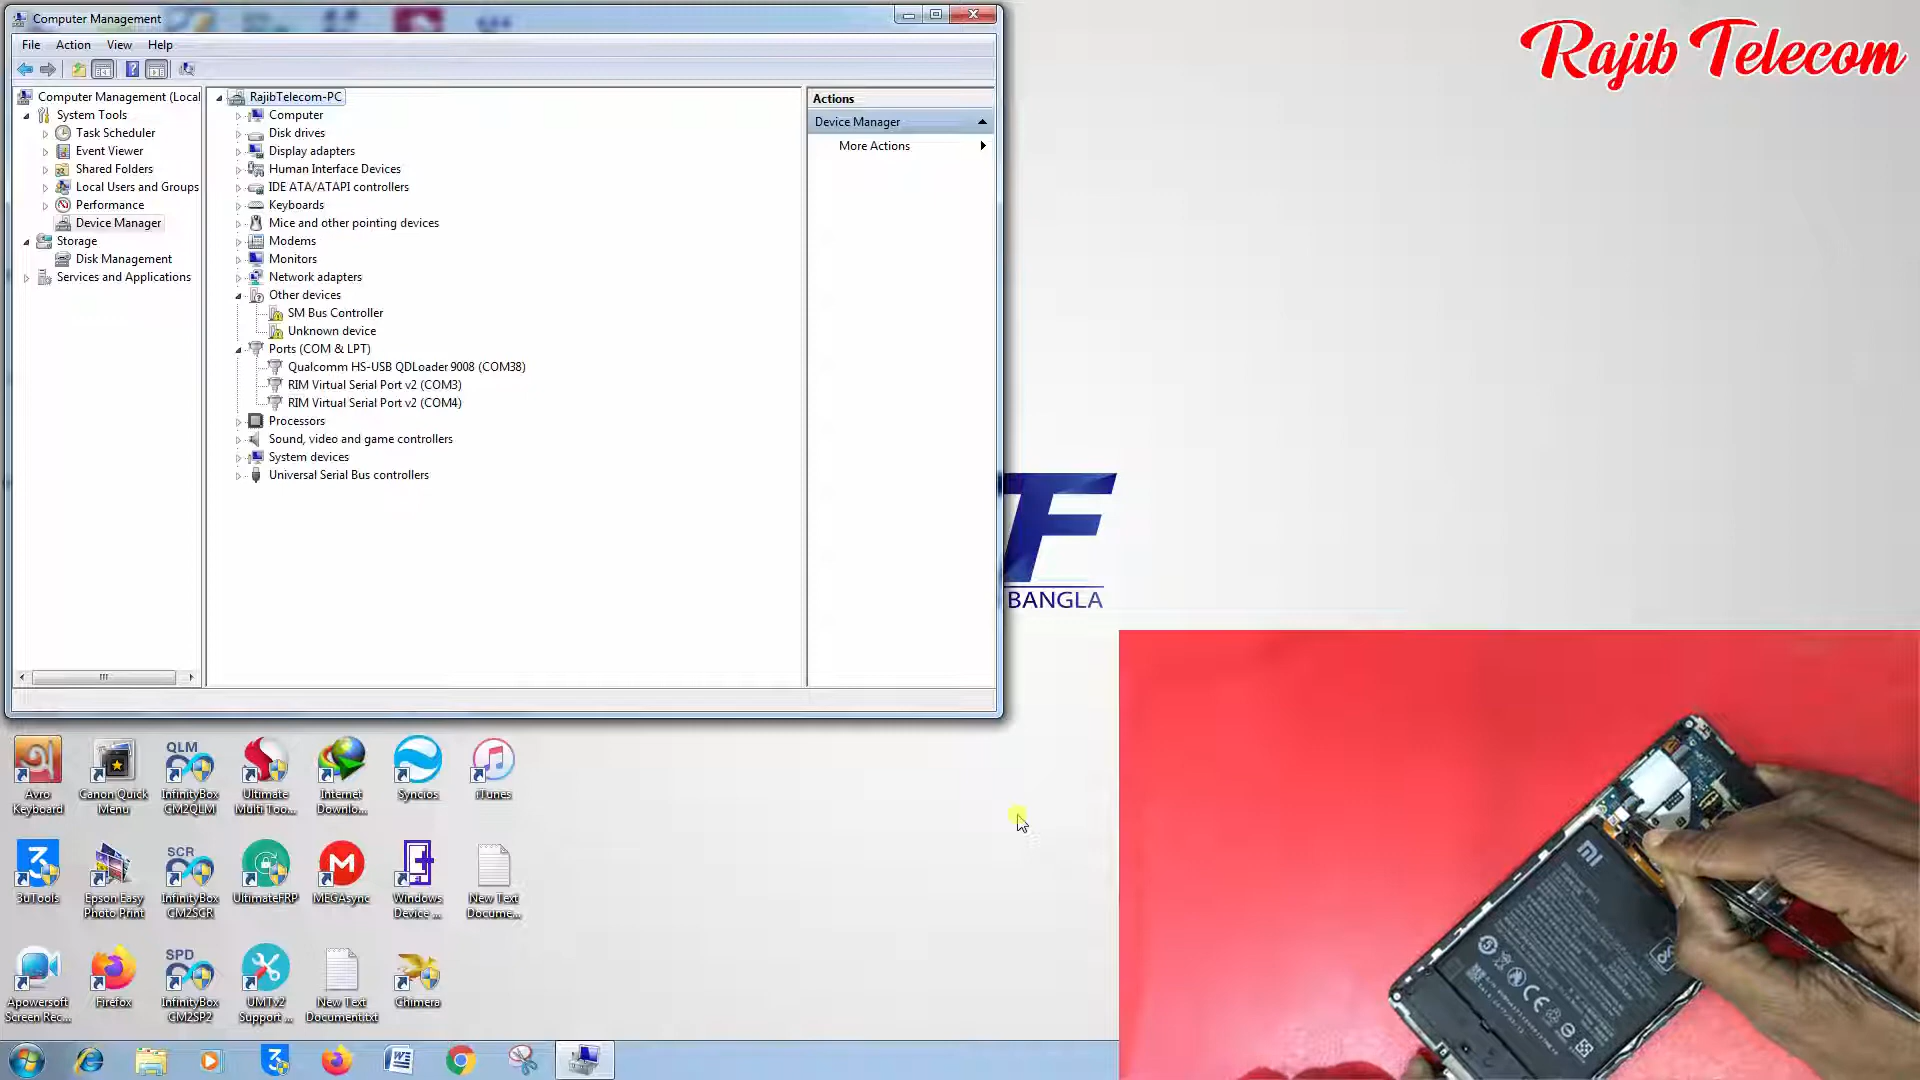 Computer Management
Rajib Telecom
File Action View Help
Computer Management (Local
System Tools
Task Scheduler
Event Viewer
Shared Folders
Local Users and Groups
Performance
Device Manager
Storage
Disk Management
Services and Applications
RajibTelecom-PC
Computer
Disk drives
Display adapters
Human Interface Devices
IDE ATA/ATAPI controllers
Keyboards
Mice and other pointing devices
Modems
Monitors
Network adapters
Other devices
SM Bus Controller
Unknown device
Ports (COM & LPT)
Qualcomm HS-USB QDLoader 9008 (COM38)
RIM Virtual Serial Port v2 (COM3)
RIM Virtual Serial Port v2 (COM4)
Processors
Sound, video and game controllers
System devices
Universal Serial Bus controllers
Actions
Device Manager
More Actions
TF
BANGLA
Avro Keyboard
Canon Quick Menu
QLM
InfinityBox CM2QLM
Ultimate Multi Too...
Internet Downlo...
Syncios
iTunes
3uTools
Epson Easy Photo Print
SCR
InfinityBox CM2SCR
UltimateFRP
MEGAsync
Windows Device ...
New Text Docume...
Apowersoft Screen Rec...
Firefox
SPD
InfinityBox CM2SP2
UMTv2 Support ...
New Text Document.txt
Chimera
mi
CE